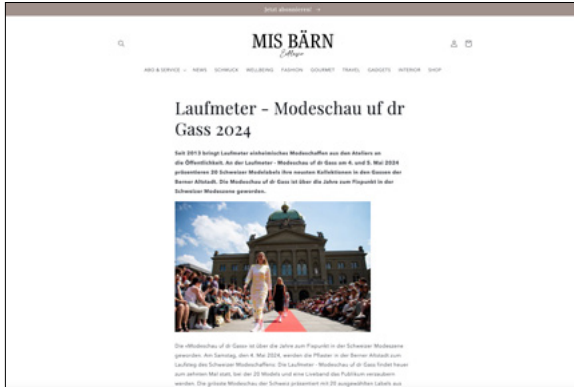 Jetzt abonnieren!
MIS BÄRN
Exklusiv
ABO & SERVICE NEWS SCHMUCK WELLBEING FASHION GOURMET TRAVEL GADGETS INTERIOR SHOP
Laufmeter - Modeschau uf dr
Gass 2024
Seit 2013 bringt Laufmeter einheimisches Modeschaffen aus den Ateliers an
die Öffentlichkeit. An der Laufmeter - Modeschau uf dr Gass am 4. und 5. Mai 2024
präsentieren 20 Schweizer Modelabels ihre neusten Kollektionen in den Gassen der
Berner Altstadt. Die Modeschau uf dr Gass ist über die Jahre zum Fixpunkt in der
Schweizer Modeszene geworden.
Die «Modeschau uf dr Gass» ist über die Jahre zum Fixpunkt in der Schweizer Modeszene
geworden. Am Samstag, den 4. Mai 2024, werden die Pflaster in der Berner Altstadt zum
Laufsteg des Schweizer Modeschaffens. Die Laufmeter - Modeschau uf dr Gass findet heuer
zum zehnten Mal statt, bei der 20 Models und eine Liveband das Publikum verzaubern
werden. Die grösste Modeschau der Schweiz präsentiert mit 20 ausgewählten Labels aus